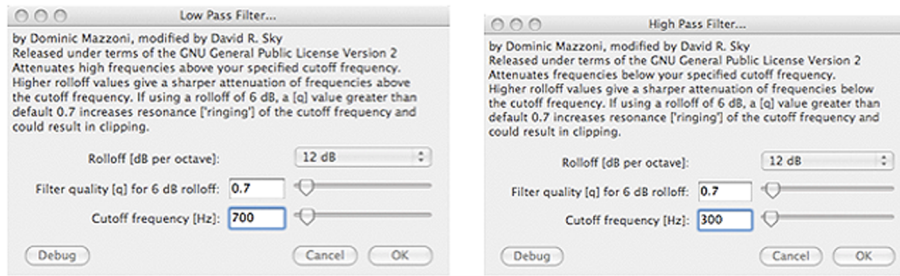 Low Pass Filter...
by Dominic Mazzoni, modified by David R. Sky
Released under terms of the GNU General Public License Version 2
Attenuates high frequencies above your specified cutoff frequency.
Higher rolloff values give a sharper attenuation of frequencies above
the cutoff frequency. If using a rolloff of 6 dB, a [q] value greater than
default 0.7 increases resonance ['ringing'] of the cutoff frequency and
could result in clipping.
Rolloff [dB per octave]:
12 dB
Filter quality [q] for 6 dB rolloff:
0.7
Cutoff frequency [Hz]:
700
Debug
Cancel
OK
High Pass Filter...
by Dominic Mazzoni, modified by David R. Sky
Released under terms of the GNU General Public License Version 2
Attenuates frequencies below your specified cutoff frequency.
Higher rolloff values give a sharper attenuation of frequencies below
the cutoff frequency. If using a rolloff of 6 dB, a [q] value greater than
default 0.7 increases resonance ['ringing'] of the cutoff frequency and
could result in clipping.
Rolloff [dB per octave]:
12 dB
Filter quality [q] for 6 dB rolloff:
0.7
Cutoff frequency [Hz]:
300
Debug
Cancel
OK